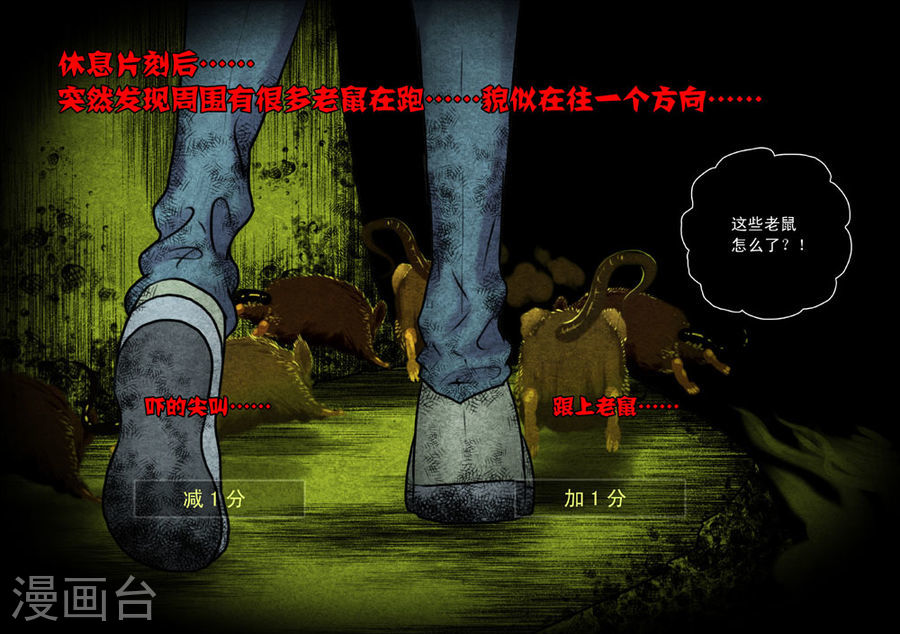 休息片刻后……
突然发现周围有很多老鼠在跑……貌似在往一个方向……
这些老鼠
怎么了？！
吓的尖叫……
跟上老鼠……
减1分
加1分
漫画台